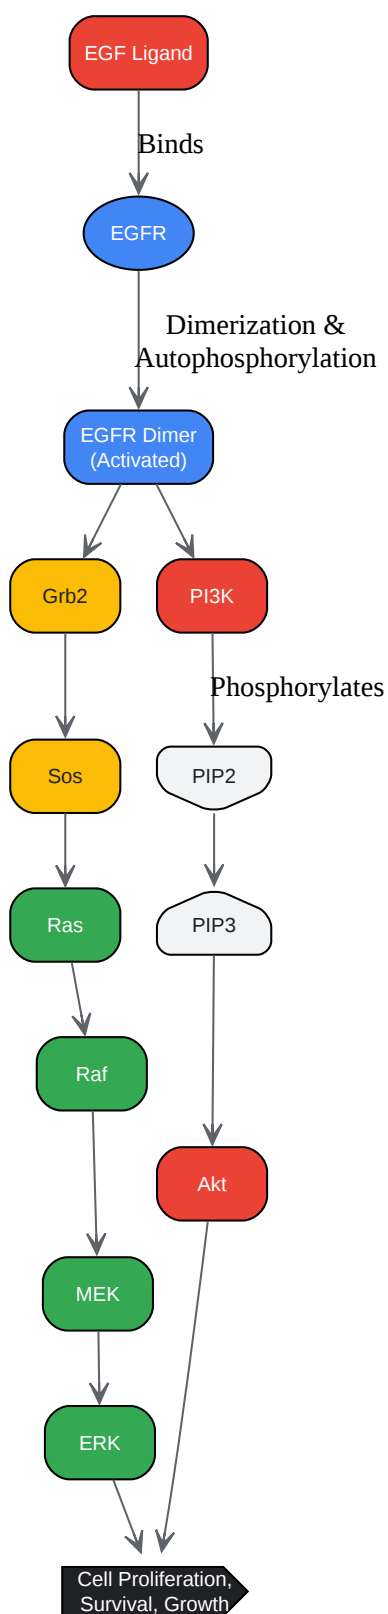 EGF Ligand
Binds
EGFR
Dimerization &
Autophosphorylation
EGFR Dimer
(Activated)
Grb2
PI3K
Phosphorylates
Sos
PIP2
Ras
PIP3
Raf
Akt
MEK
ERK
Cell Proliferation,
Survival, Growth